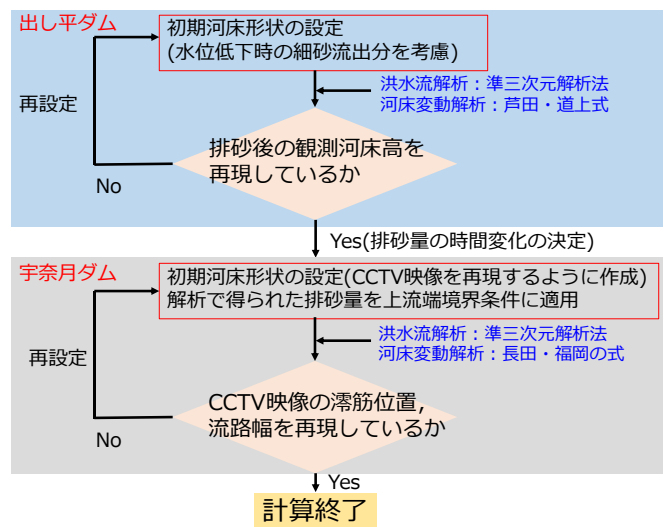 出し平ダム
初期河床形状の設定
(水位低下時の細砂流出分を考慮)
洪水流解析：準三次元解析法
河床変動解析：芦田・道上式
再設定
排砂後の観測河床高を
再現しているか
No
Yes(排砂量の時間変化の決定)
宇奈月ダム
初期河床形状の設定(CCTV映像を再現するように作成)
解析で得られた排砂量を上流端境界条件に適用
洪水流解析：準三次元解析法
河床変動解析：長田・福岡の式
再設定
CCTV映像の澪筋位置,
流路幅を再現しているか
No
Yes
計算終了